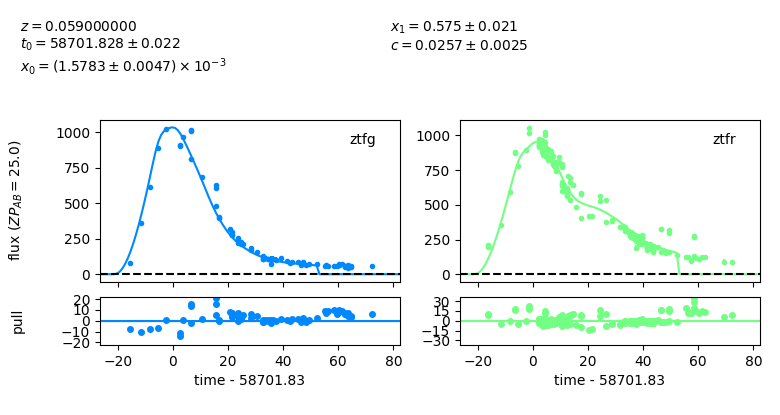 z = 0.059000000
t₀ = 58701.828 ± 0.022
x₀ = (1.5783 ± 0.0047) × 10⁻³
x₁ = 0.575 ± 0.021
c = 0.0257 ± 0.0025
flux (ZP_AB = 25.0)
1000
750
500
250
0
ztfg
1000
750
500
250
0
ztfr
pull
20
10
0
−10
−20
−20 0 20 40 60 80
time - 58701.83
30
15
0
−15
−30
−20 0 20 40 60 80
time - 58701.83